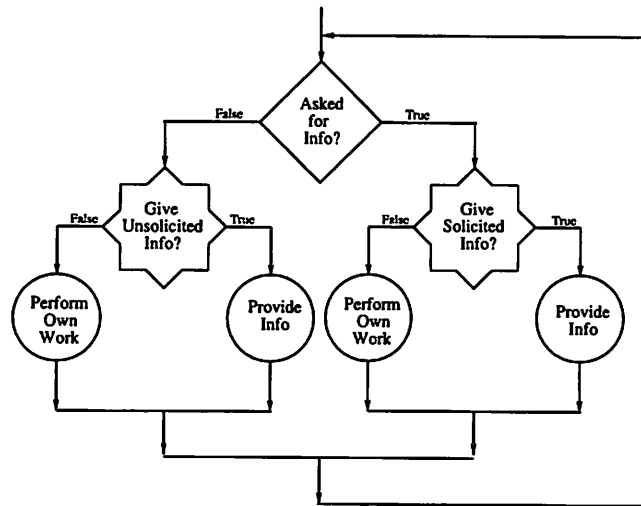 Asked
for
Info?
False
True
Give
Unsolicited
Info?
False
True
Give
Solicited
Info?
False
True
Perform
Own
Work
Provide
Info
Perform
Own
Work
Provide
Info